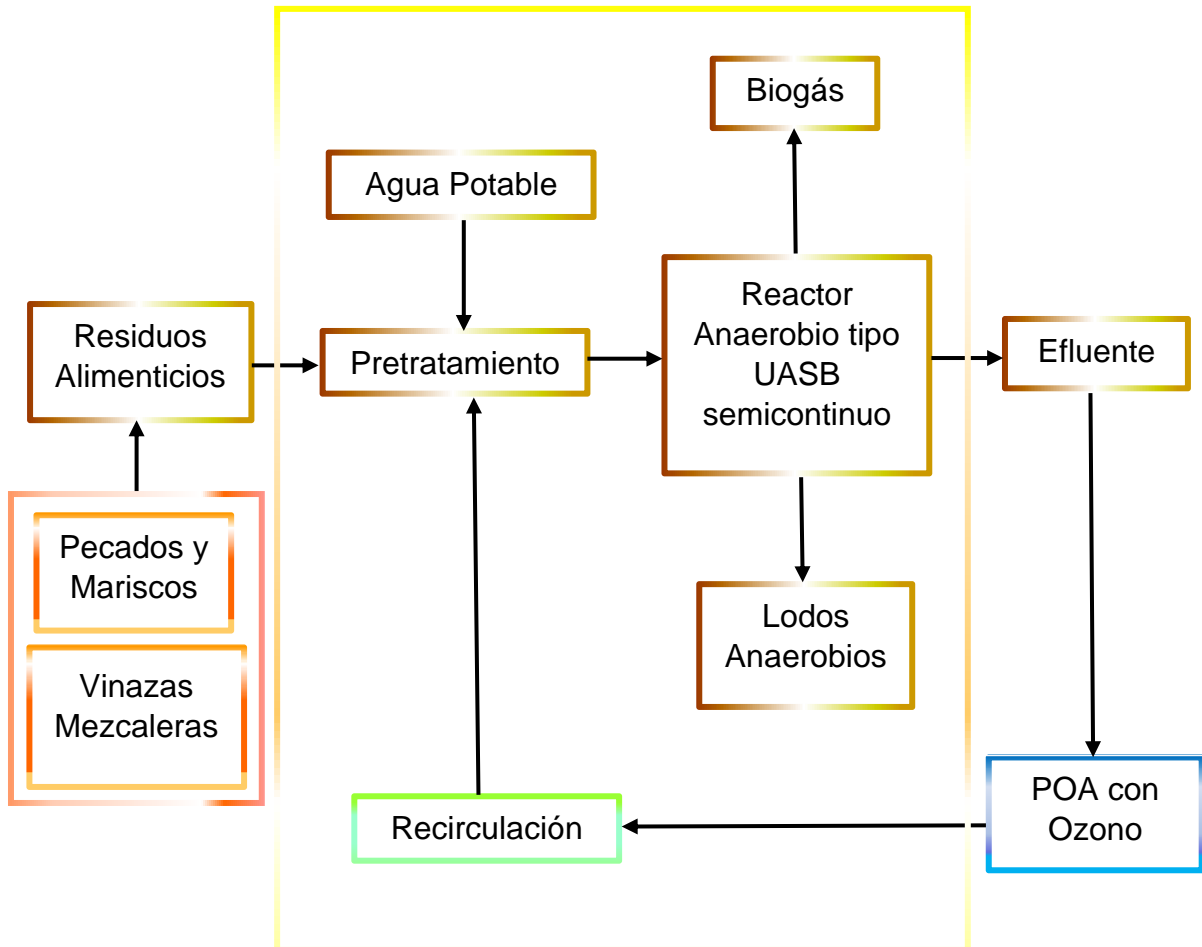 Biogás
Agua Potable
Residuos
Alimenticios
Pretratamiento
Reactor
Anaerobio tipo
UASB
semicontinuo
Efluente
Pecados y
Mariscos
Vinazas
Mezcaleras
Lodos
Anaerobios
Recirculación
POA con
Ozono